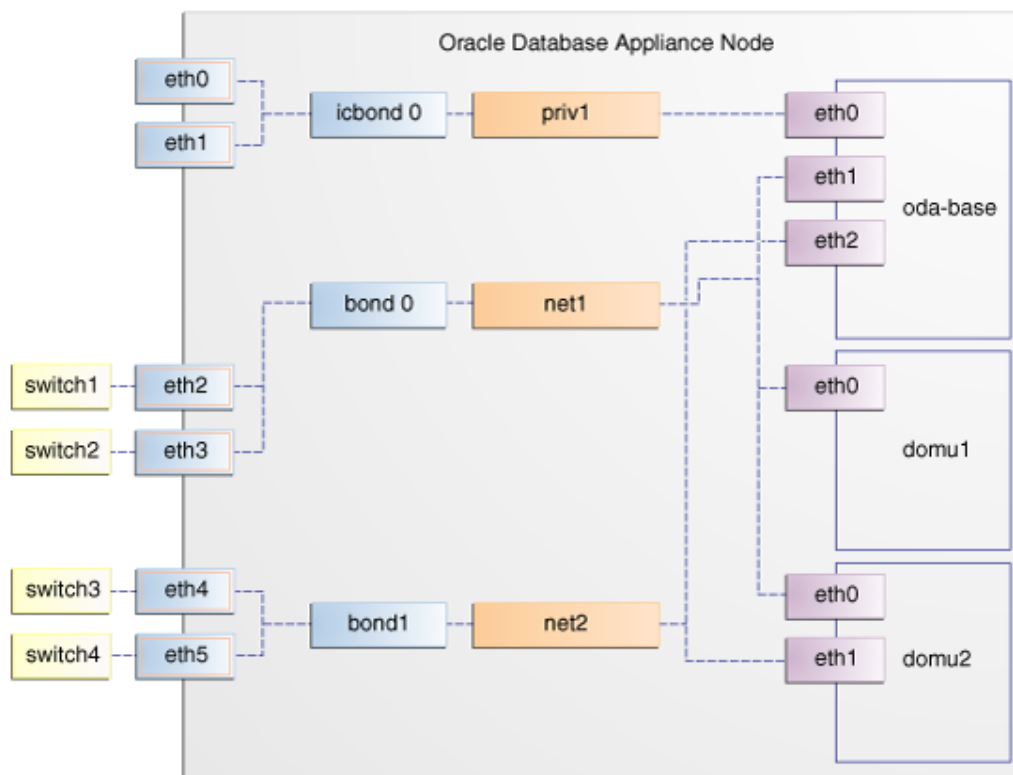 Oracle Database Appliance Node
eth0
eth1
icbond 0
priv1
eth0
eth1
eth2
oda-base
bond 0
net1
switch1
eth2
switch2
eth3
eth0
domu1
switch3
eth4
switch4
eth5
bond1
net2
eth0
eth1
domu2